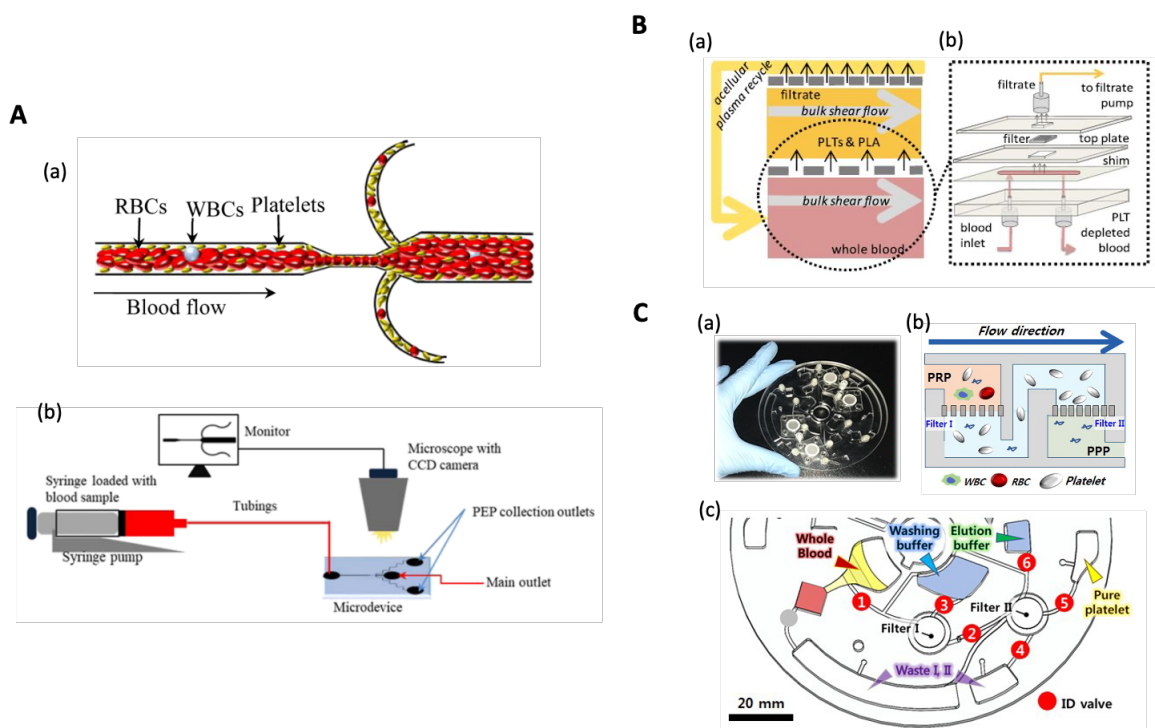 A
(a)
RBCs
WBCs
Platelets
Blood flow
(b)
Monitor
Microscope with
CCD camera
Syringe loaded with
blood sample
Tubings
PEP collection outlets
Syringe pump
Main outlet
Microdevice
B
(a)
acellular
plasma recycle
filtrate
bulk shear flow
PLTs & PLA
bulk shear flow
whole blood
(b)
filtrate
to filtrate
pump
filter
top plate
shim
blood
inlet
PLT
depleted
blood
C
(a)
(b)
Flow direction
PRP
Filter I
Filter II
PPP
WBC
RBC
Platelet
(c)
Whole
Blood
Washing
buffer
Elution
buffer
6
1
3
Filter II
5
Pure
platelet
Filter I
2
4
Waste I, II
20 mm
ID valve